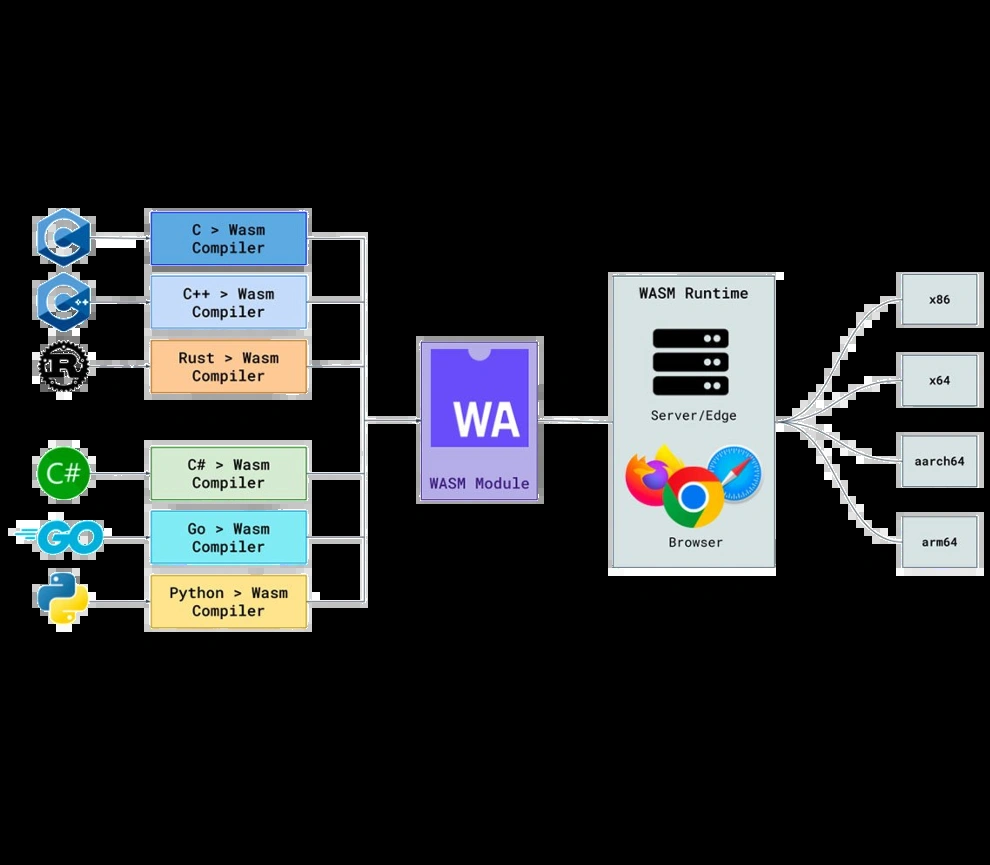 C
C > Wasm
Compiler
C++
C++ > Wasm
Compiler
R
Rust > Wasm
Compiler
C#
C# > Wasm
Compiler
GO
Go > Wasm
Compiler
Python > Wasm
Compiler
WA
WASM Module
WASM Runtime
Server/Edge
Browser
x86
x64
aarch64
arm64